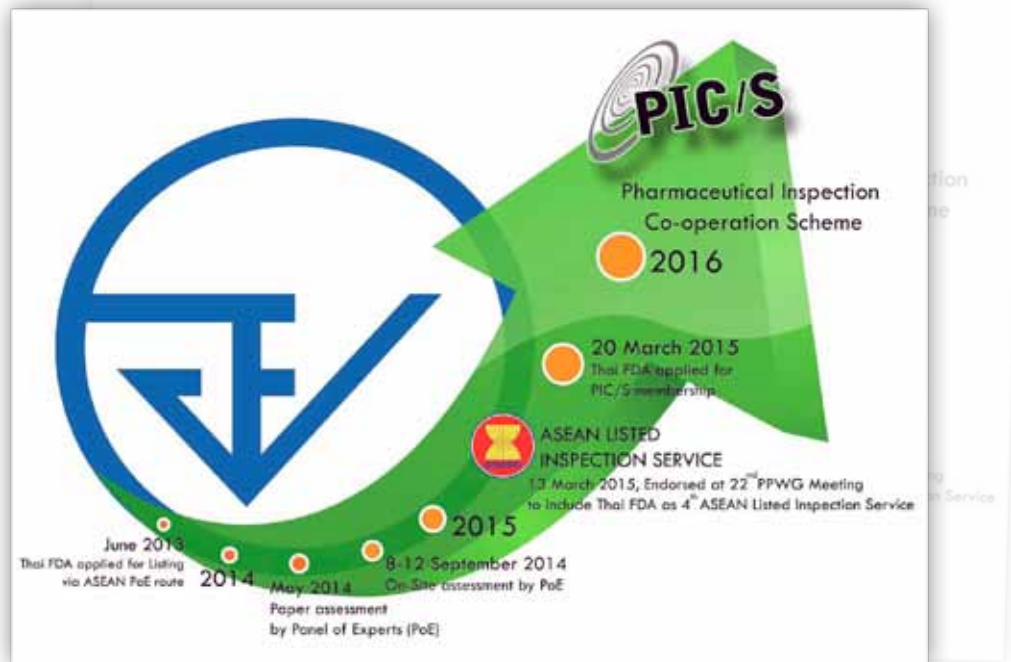 PIC/S
Pharmaceutical Inspection
Co-operation Scheme
2016
20 March 2015
Thai FDA applied for
PIC/S membership
ASEAN LISTED
INSPECTION SERVICE
13 March 2015, Endorsed at 22nd PPWG Meeting
to include Thai FDA as 4th ASEAN Listed Inspection Service
2015
8-12 September 2014
On-Site assessment by PoE
May 2014
Paper assessment
by Panel of Experts (PoE)
2014
June 2013
Thai FDA applied for Listing
via ASEAN PoE route